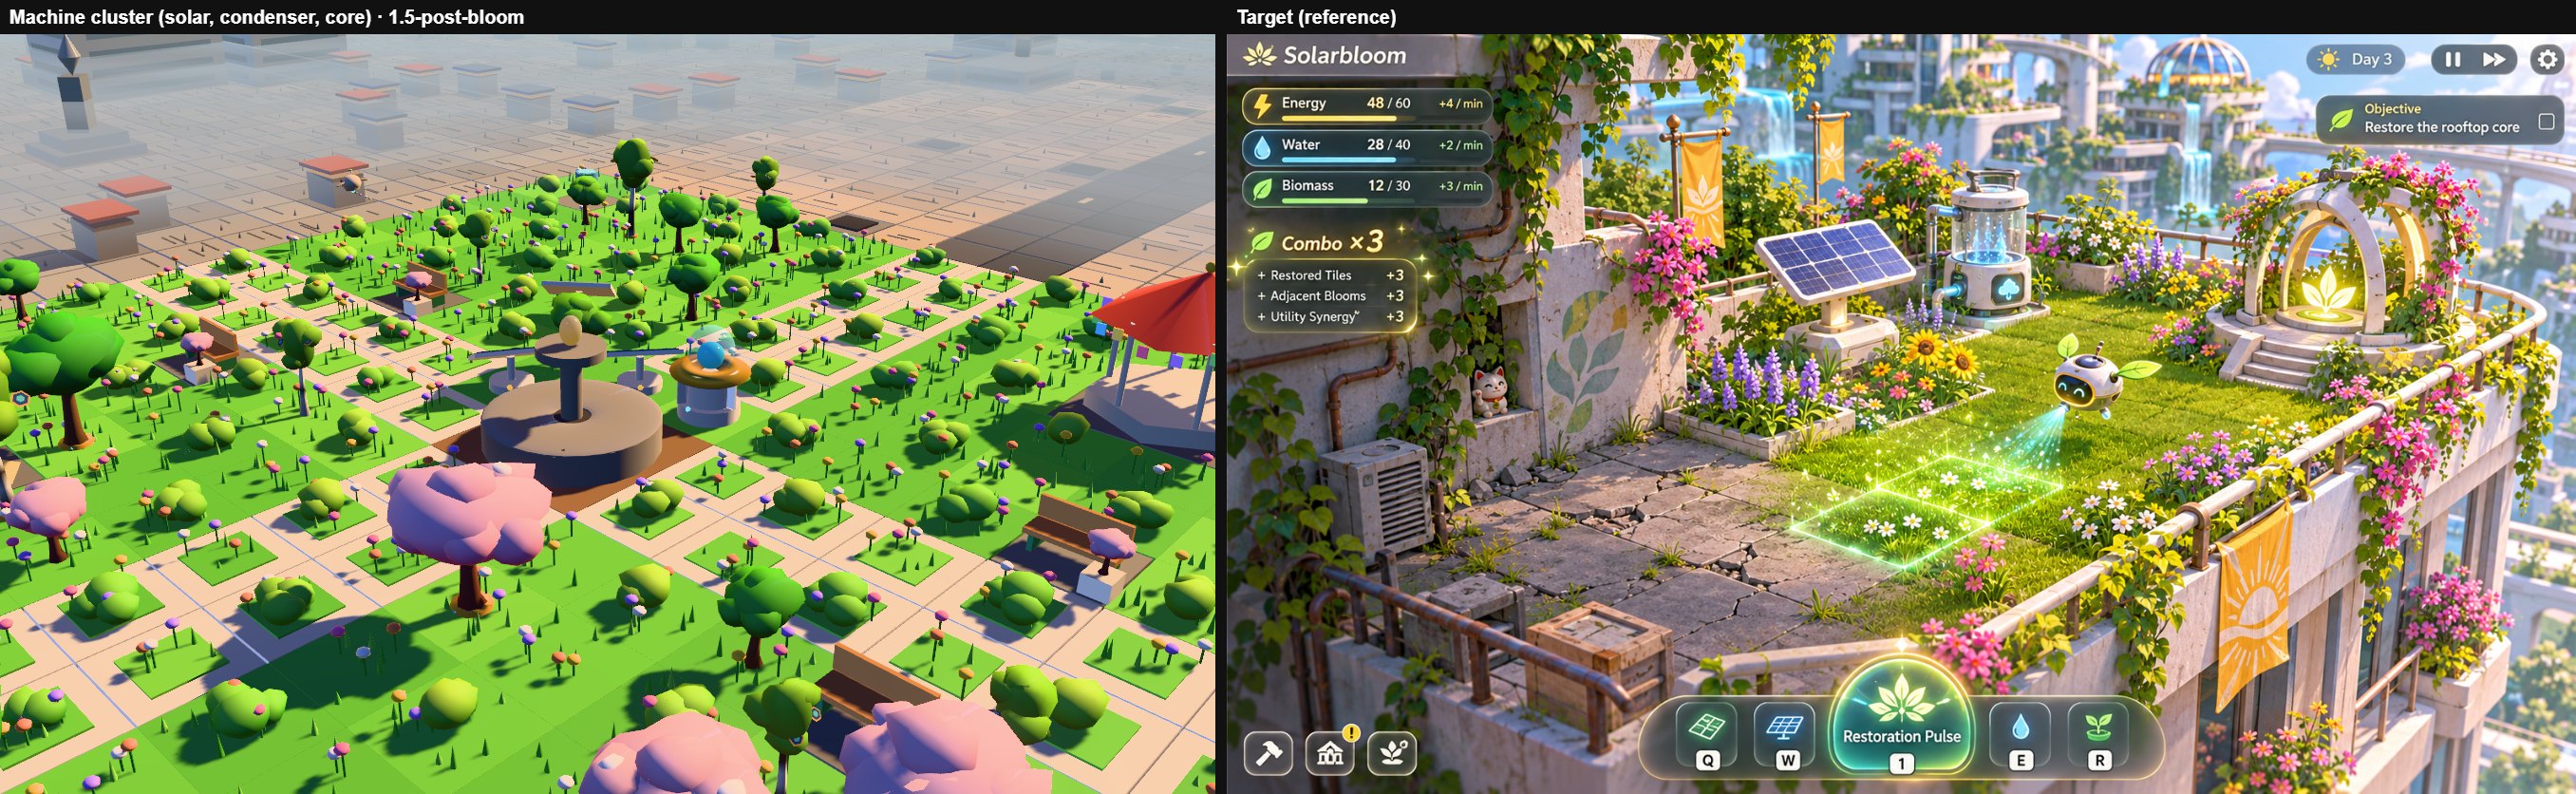 Machine cluster (solar, condenser, core) · 1.5-post-bloom
Target (reference)
Solarbloom
Day 3
Energy 48 / 60 +4 / min
Water 28 / 40 +2 / min
Biomass 12 / 30 +3 / min
Objective
Restore the rooftop core
Combo ×3
+ Restored Tiles +3
+ Adjacent Blooms +3
+ Utility Synergy +3
Restoration Pulse
Q
W
1
E
R